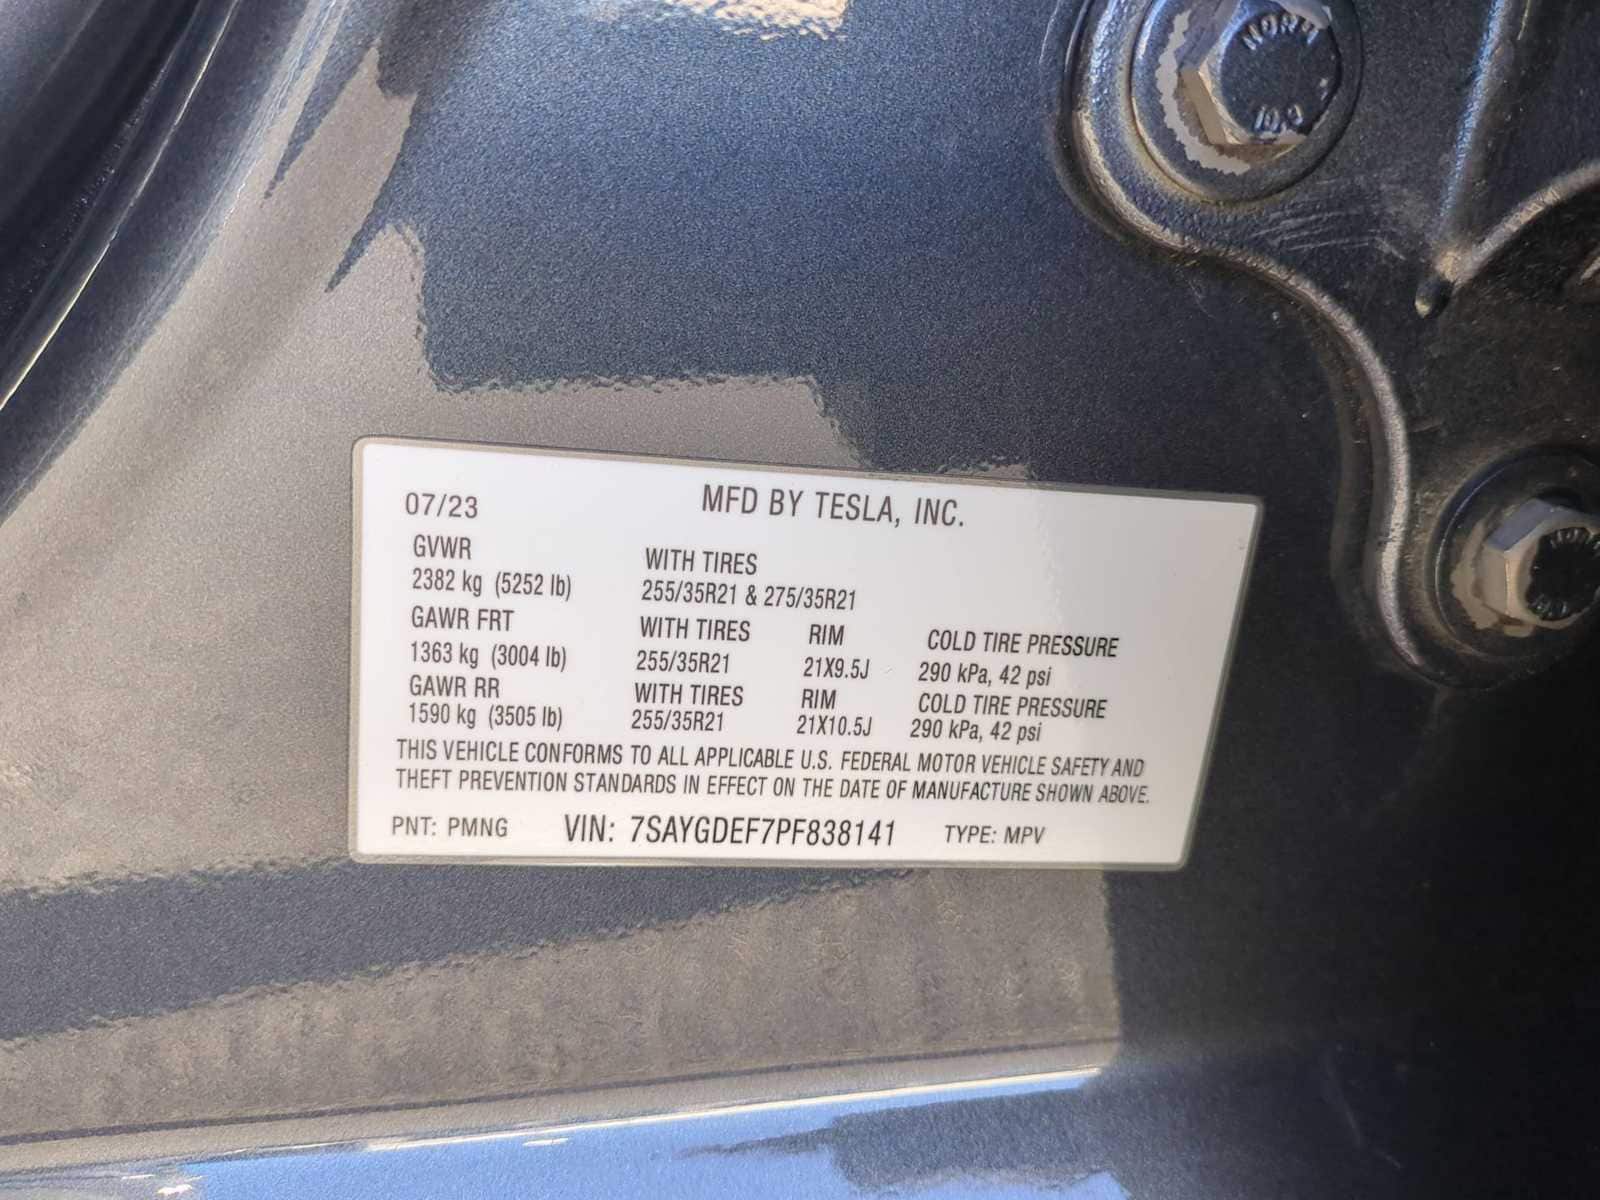 07/23 MFD BY TESLA, INC.
GVWR WITH TIRES
2382 kg (5252 lb) 255/35R21 & 275/35R21
GAWR FRT WITH TIRES RIM COLD TIRE PRESSURE
1363 kg (3004 lb) 255/35R21 21X9.5J 290 kPa, 42 psi
GAWR RR WITH TIRES RIM COLD TIRE PRESSURE
1590 kg (3505 lb) 255/35R21 21X10.5J 290 kPa, 42 psi
THIS VEHICLE CONFORMS TO ALL APPLICABLE U.S. FEDERAL MOTOR VEHICLE SAFETY AND
THEFT PREVENTION STANDARDS IN EFFECT ON THE DATE OF MANUFACTURE SHOWN ABOVE.
PNT: PMNG VIN: 7SAYGDEF7PF838141 TYPE: MPV